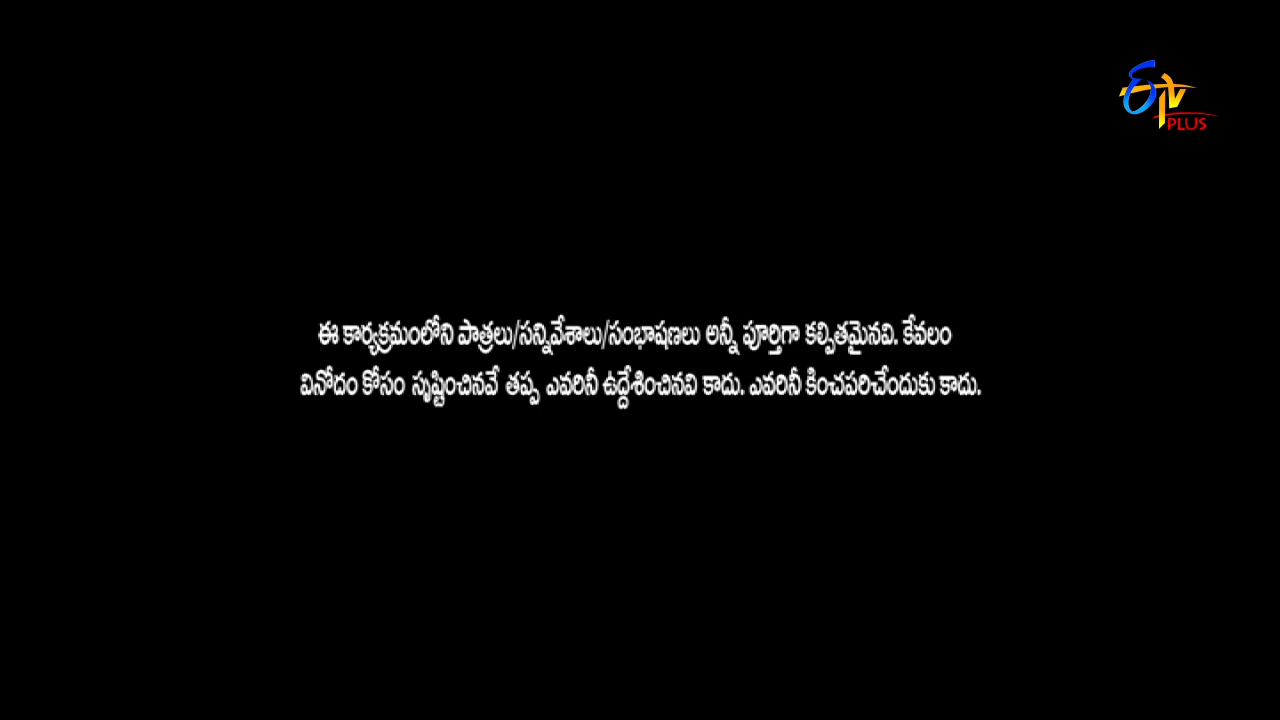 ETV
PLUS
ఈ కార్యక్రమంలోని పాత్రలు/సన్నివేశాలు/సంభాషణలు అన్నీ పూర్తిగా కల్పితమైనవి. కేవలం
వినోదం కోసం సృష్టించినవే తప్ప ఎవరినీ ఉద్దేశించినవి కాదు. ఎవరినీ కించపరిచేందుకు కాదు.